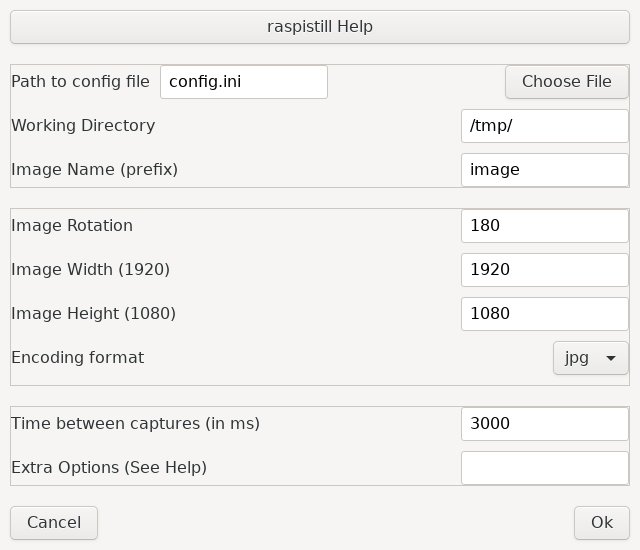 raspistill Help
Path to config file config.ini Choose File
Working Directory /tmp/
Image Name (prefix) image
Image Rotation 180
Image Width (1920) 1920
Image Height (1080) 1080
Encoding format jpg
Time between captures (in ms) 3000
Extra Options (See Help)
Cancel Ok